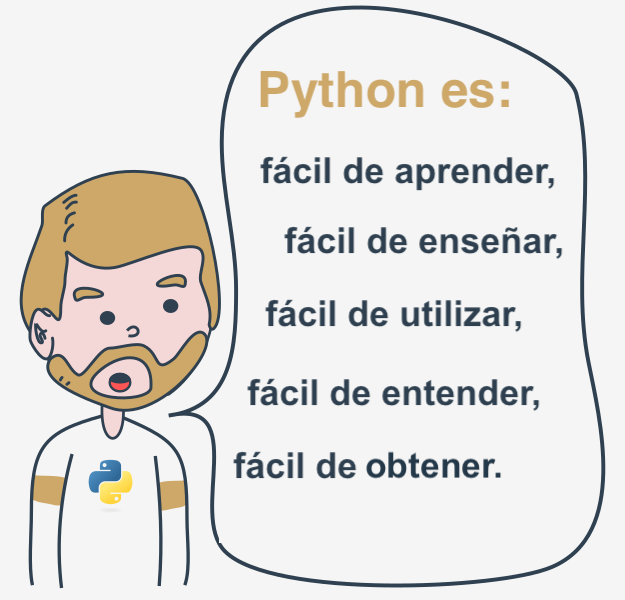 Python es:
fácil de aprender,
fácil de enseñar,
fácil de utilizar,
fácil de entender,
fácil de obtener.